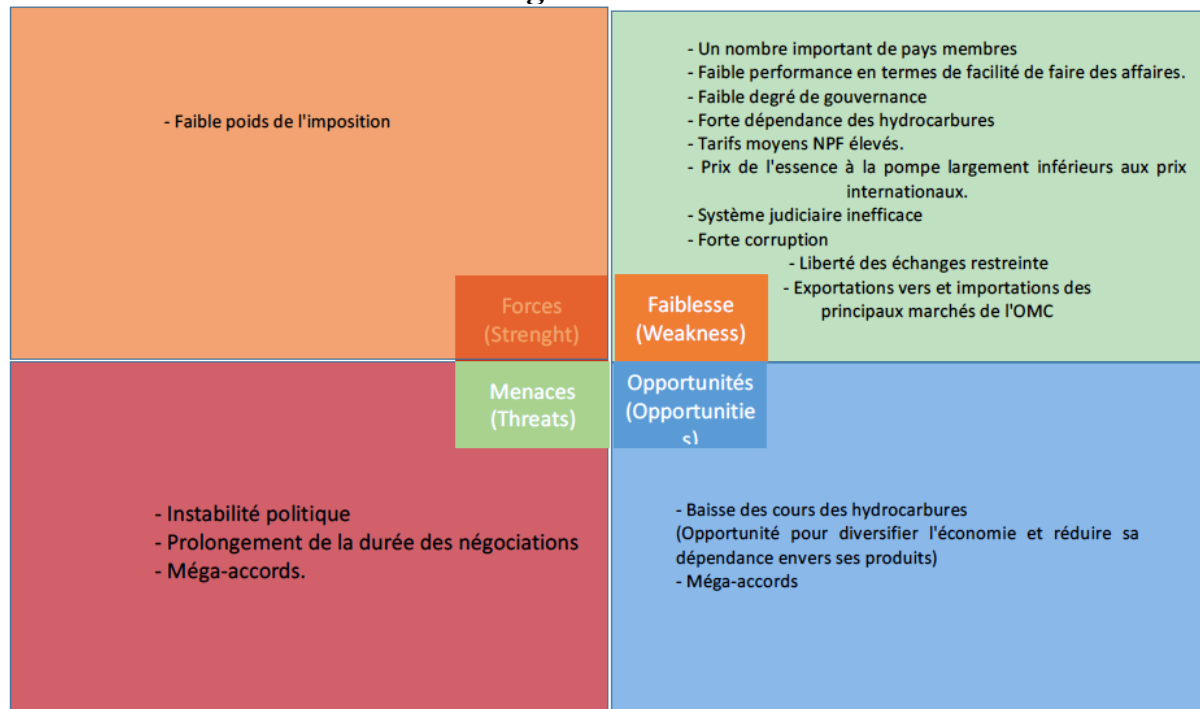 - Faible poids de l'imposition
- Un nombre important de pays membres
- Faible performance en termes de facilité de faire des affaires.
- Faible degré de gouvernance
- Forte dépendance des hydrocarbures
- Tarifs moyens NPF élevés.
- Prix de l'essence à la pompe largement inférieurs aux prix
internationaux.
- Système judiciaire inefficace
- Forte corruption
- Liberté des échanges restreinte
- Exportations vers et importations des
principaux marchés de l'OMC
Forces
(Strenght)
Faiblesse
(Weakness)
Menaces
(Threats)
Opportunités
(Opportunitie
s)
- Instabilité politique
- Prolongement de la durée des négociations
- Méga-accords.
- Baisse des cours des hydrocarbures
(Opportunité pour diversifier l'économie et réduire sa
dépendance envers ses produits)
- Méga-accords